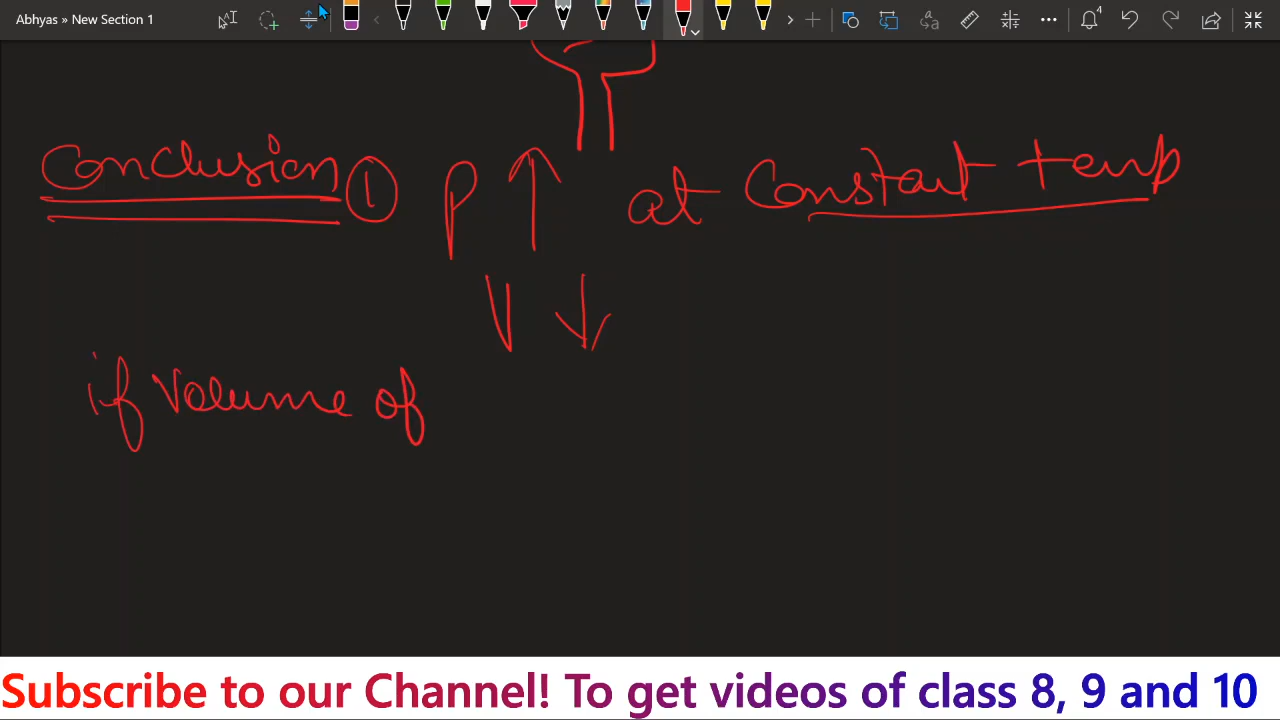 Abhyas » New Section 1
4
Conclusion ① P ↑ at Constant temp
V ↓
if Volume of
Subscribe to our Channel! To get videos of class 8, 9 and 10